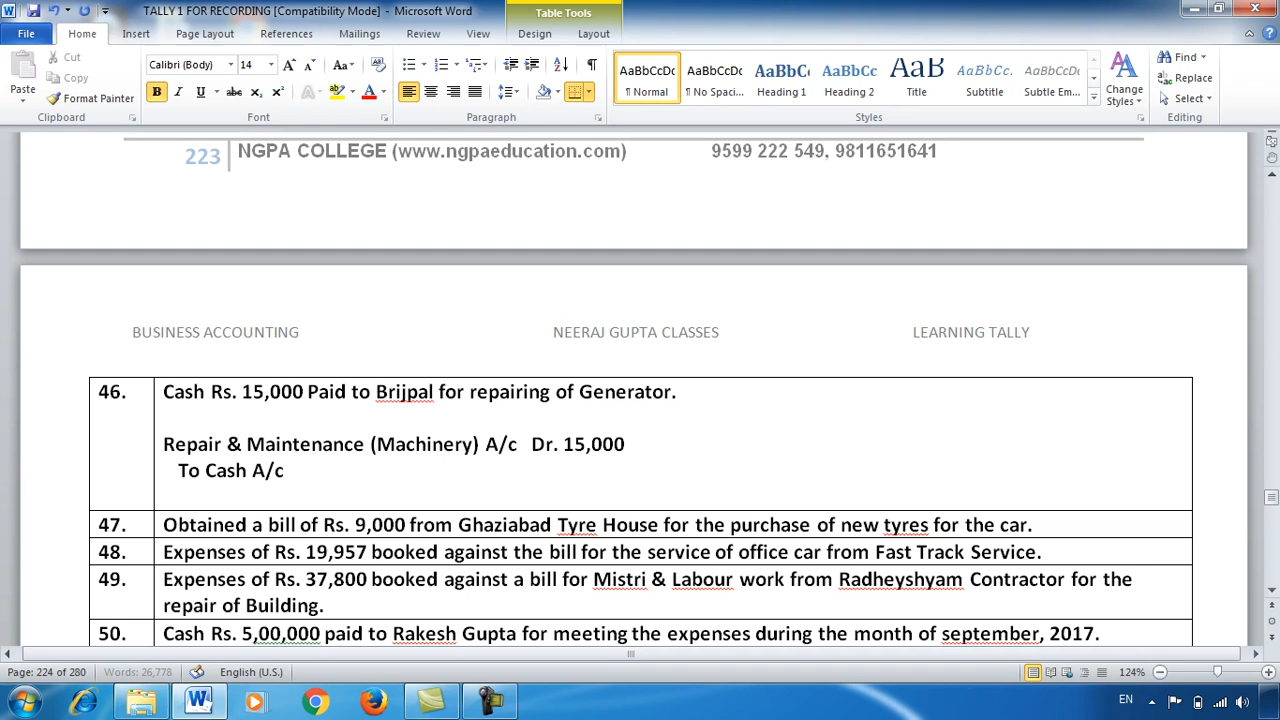 TALLY 1 FOR RECORDING [Compatibility Mode] - Microsoft Word
Table Tools
File Home Insert Page Layout References Mailings Review View Design Layout
Paste
Cut
Copy
Format Painter
Clipboard
Calibri (Body) 14
Font
Paragraph
AaBbCcDc AaBbCcDc AaBbCc AaBbCc AaB AaBbCc. AaBbCcDc
¶ Normal ¶ No Spaci... Heading 1 Heading 2 Title Subtitle Subtle Em...
Styles
Change
Styles
Find
Replace
Select
Editing
223 NGPA COLLEGE (www.ngpaeducation.com) 9599 222 549, 9811651641
BUSINESS ACCOUNTING NEERAJ GUPTA CLASSES LEARNING TALLY
46. Cash Rs. 15,000 Paid to Brijpal for repairing of Generator.
Repair & Maintenance (Machinery) A/c Dr. 15,000
To Cash A/c
47. Obtained a bill of Rs. 9,000 from Ghaziabad Tyre House for the purchase of new tyres for the car.
48. Expenses of Rs. 19,957 booked against the bill for the service of office car from Fast Track Service.
49. Expenses of Rs. 37,800 booked against a bill for Mistri & Labour work from Radheyshyam Contractor for the
repair of Building.
50. Cash Rs. 5,00,000 paid to Rakesh Gupta for meeting the expenses during the month of september, 2017.
Page: 224 of 280 Words: 26,778 English (U.S.) 124%
EN